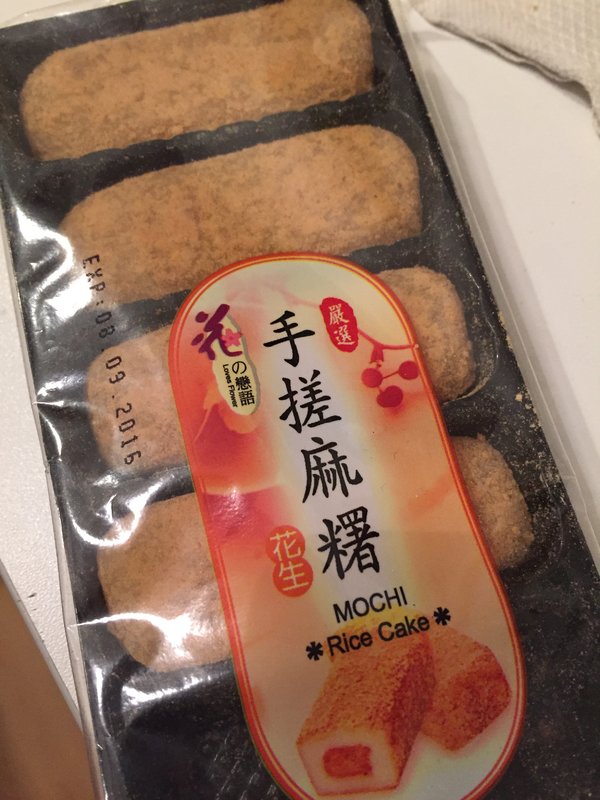 嚴選
花の戀語
Loves Flower
手搓麻糬
花生
MOCHI
*Rice Cake*
EXP:08.09.2016